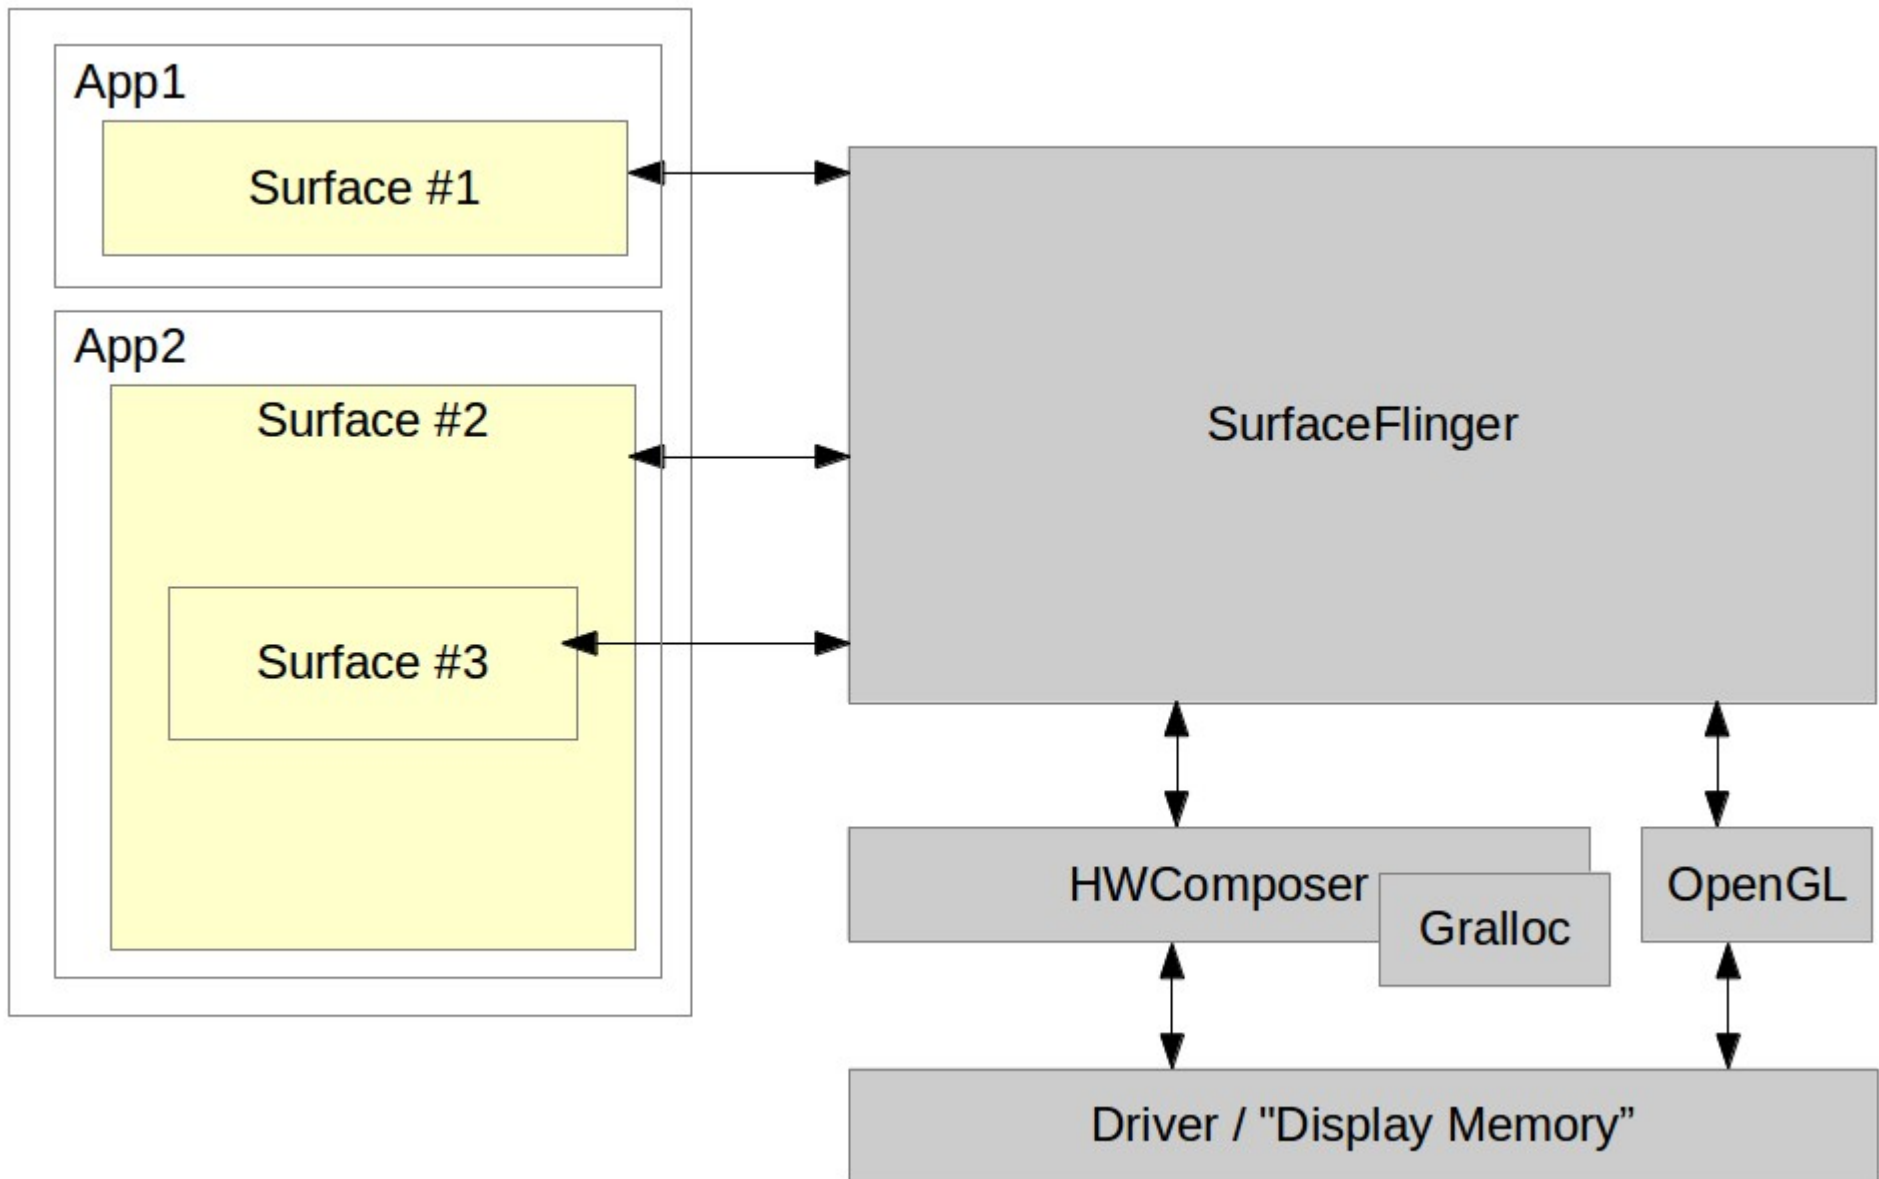 App1
Surface #1
App2
Surface #2
Surface #3
SurfaceFlinger
HWComposer
Gralloc
OpenGL
Driver / "Display Memory”